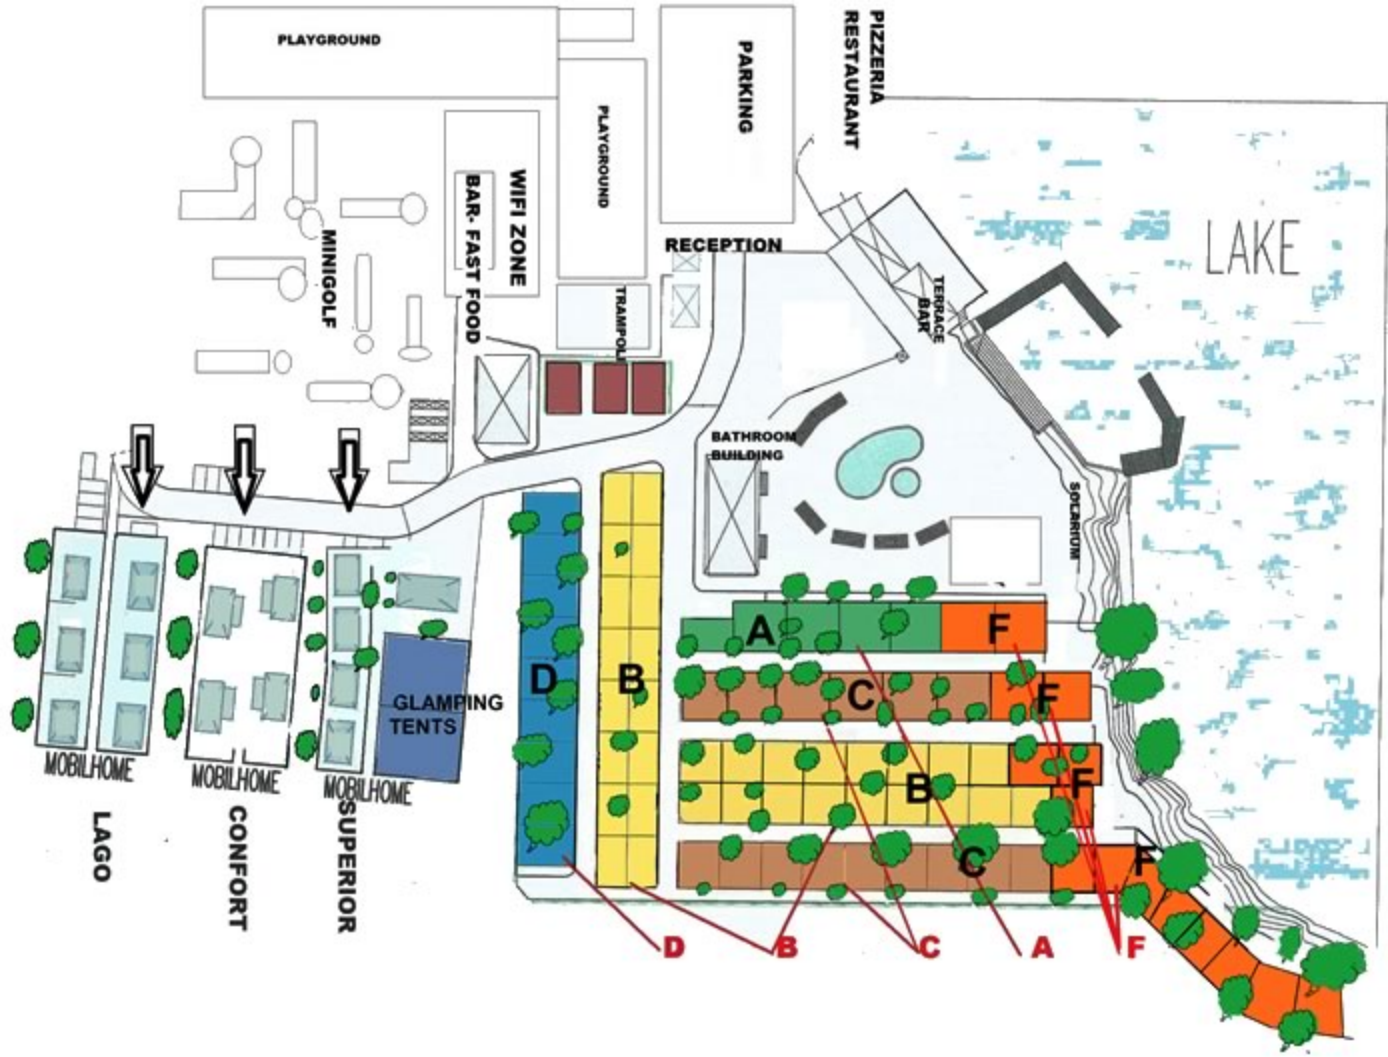 PLAYGROUND
PLAYGROUND
PARKING
PIZZERIA
RESTAURANT
WIFI ZONE
BAR- FAST FOOD
MINIGOLF
RECEPTION
TRAMPOLI
TERRACE
BAR
LAKE
BATHROOM
BUILDING
SOLARIUM
A
F
D
B
C
F
GLAMPING
TENTS
B
F
C
F
MOBILHOME
MOBILHOME
MOBILHOME
LAGO
CONFORT
SUPERIOR
D
B
C
A
F